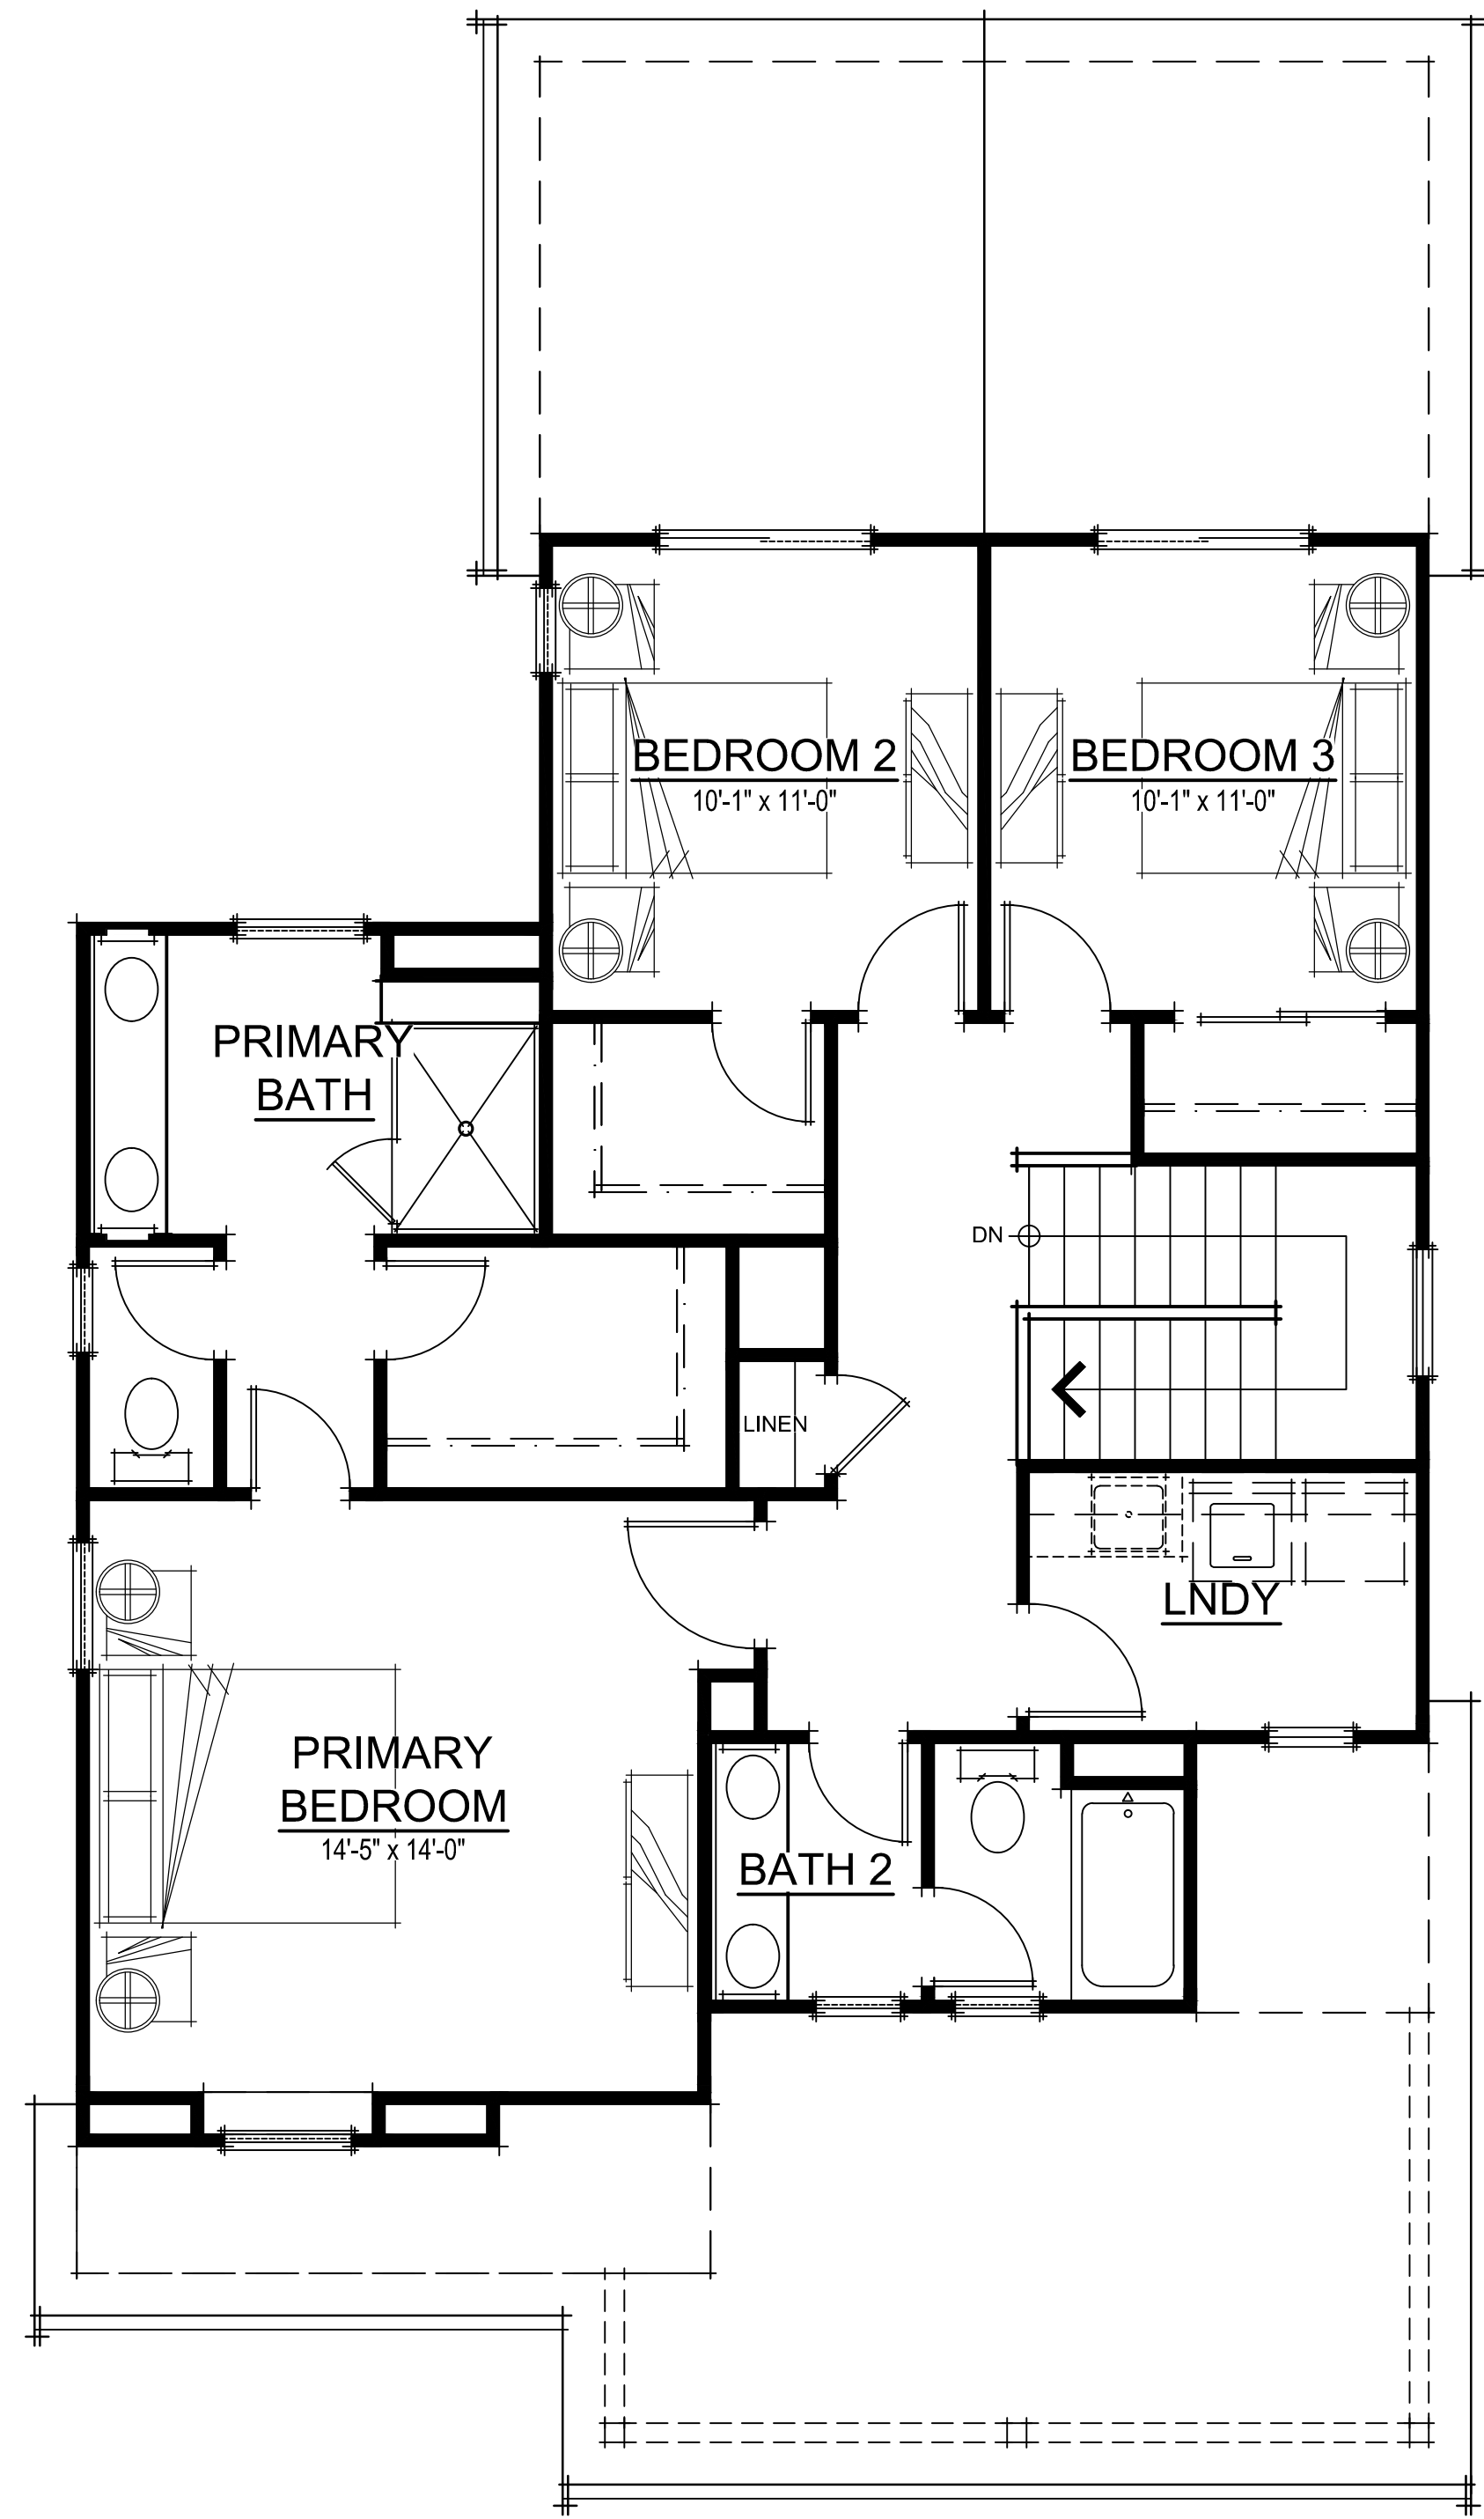 BEDROOM 2
10'-1" x 11'-0"
BEDROOM 3
10'-1" x 11'-0"
PRIMARY
BATH
DN
LINEN
LNDY
PRIMARY
BEDROOM
14'-5" x 14'-0"
BATH 2